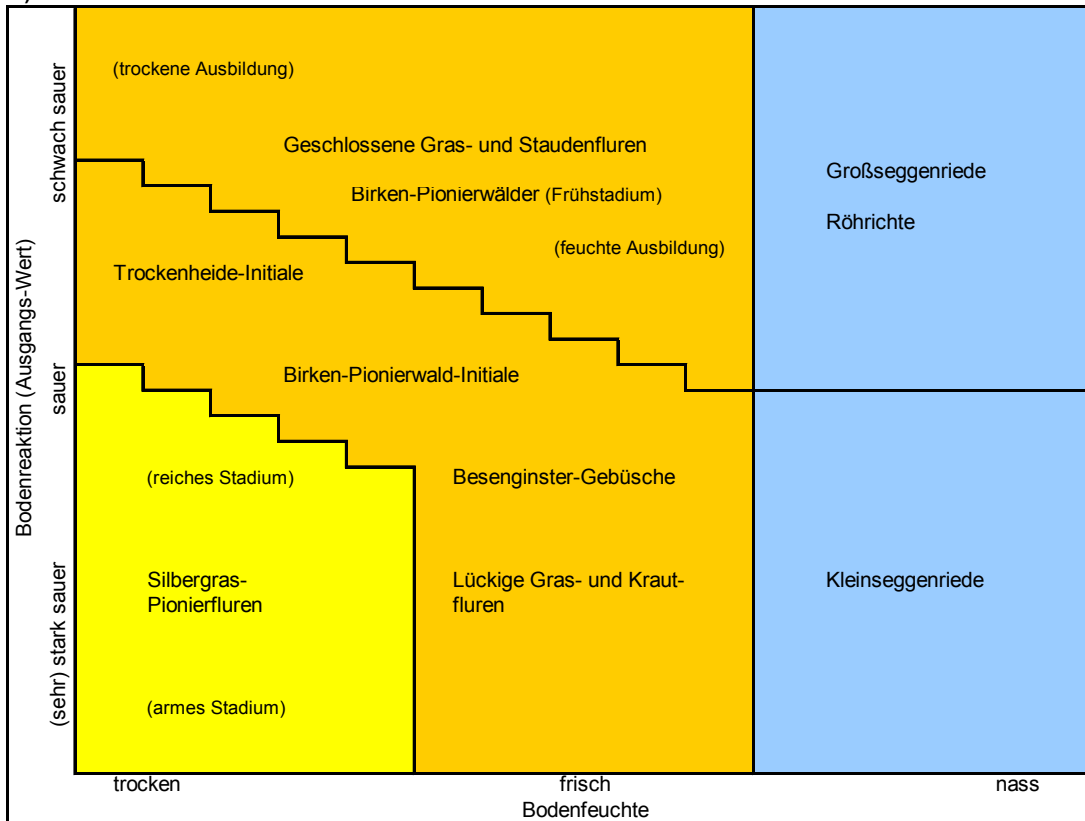 (trockene Ausbildung)
Geschlossene Gras- und Staudenfluren
Birken-Pionierwälder (Frühstadium)
(feuchte Ausbildung)
Großseggenriede
Röhrichte
Trockenheide-Initiale
Birken-Pionierwald-Initiale
(reiches Stadium)
Besenginster-Gebüsche
Silbergras-
Pionierfluren
Lückige Gras- und Kraut-
fluren
Kleinseggenriede
(armes Stadium)
Bodenreaktion (Ausgangs-Wert)
schwach sauer
sauer
(sehr) stark sauer
trocken
frisch
nass
Bodenfeuchte